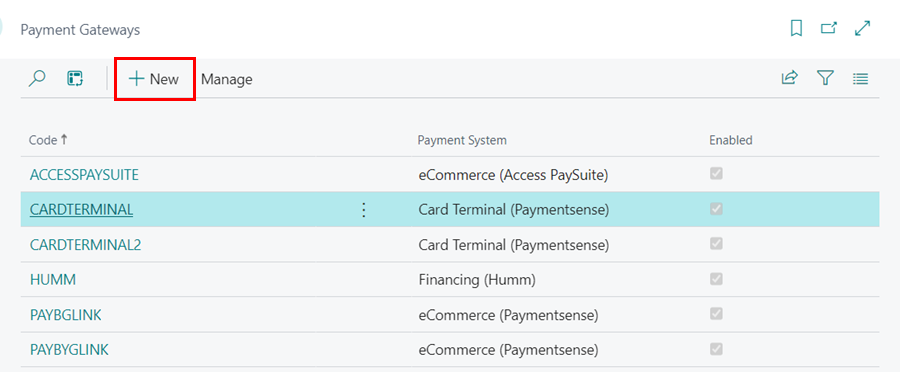 Payment Gateways
New Manage
Code Payment System Enabled
ACCESSPAYSUITE eCommerce (Access PaySuite)
CARDTERMINAL Card Terminal (Paymentsense)
CARDTERMINAL2 Card Terminal (Paymentsense)
HUMM Financing (Humm)
PAYBGLINK eCommerce (Paymentsense)
PAYBYGLINK eCommerce (Paymentsense)